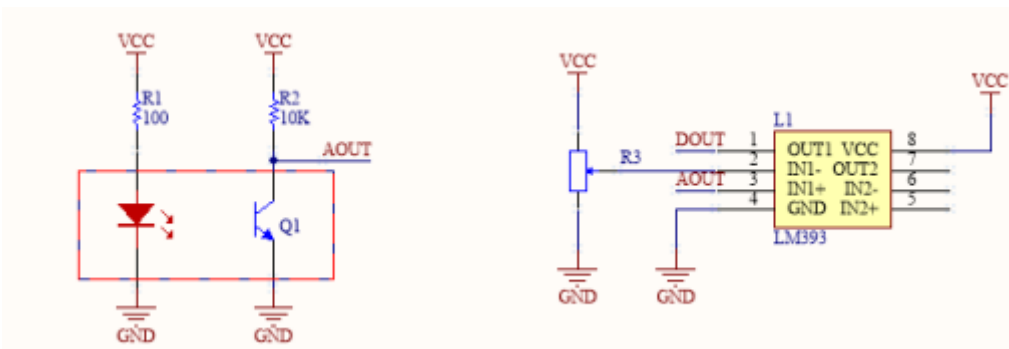 VCC
R1
100
GND
VCC
R2
10K
AOUT
Q1
GND
VCC
R3
GND
DOUT
AOUT
GND
L1
1
2
3
4
OUT1 VCC
IN1- OUT2
IN1+ IN2-
GND IN2+
8
7
6
5
LM393
VCC